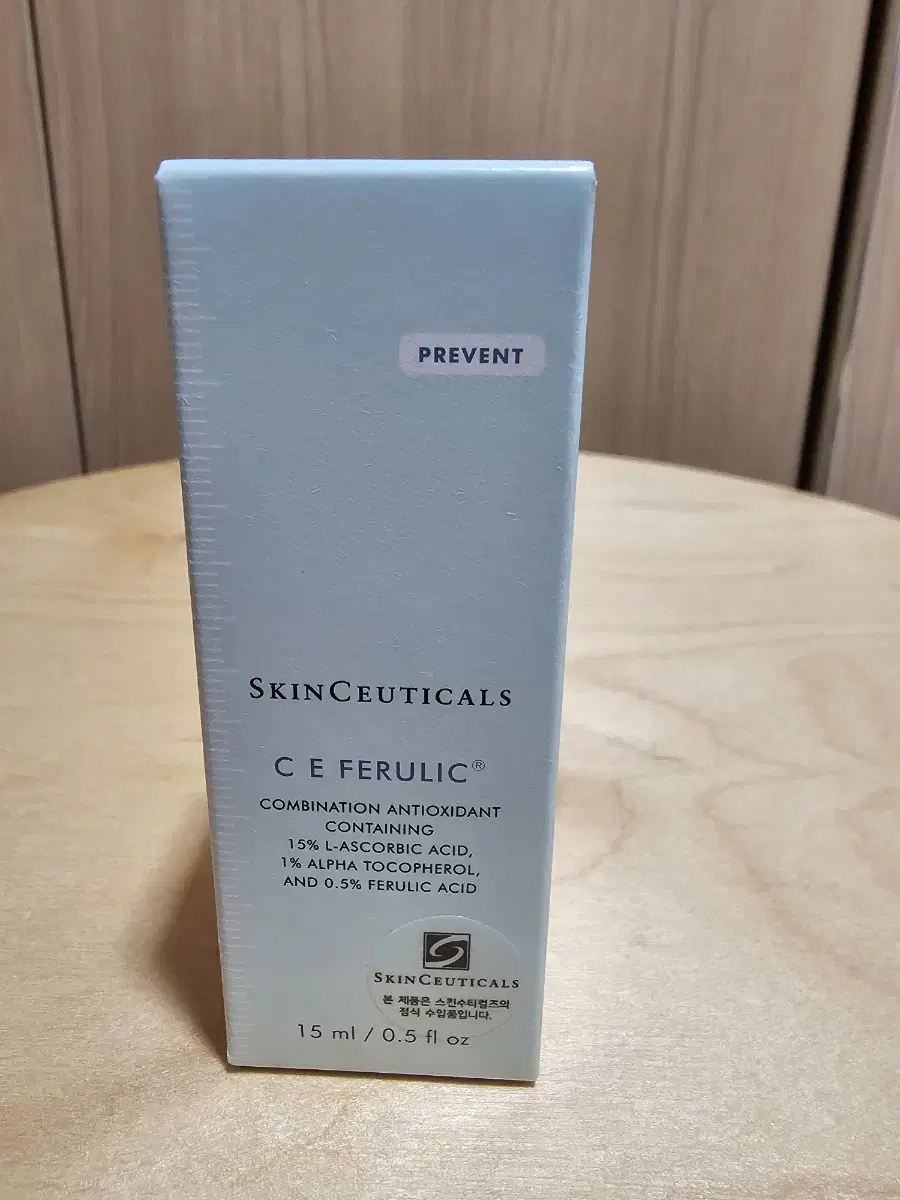 PREVENT
SKINCEUTICALS
C E FERULIC®
COMBINATION ANTIOXIDANT
CONTAINING
15% L-ASCORBIC ACID,
1% ALPHA TOCOPHEROL,
AND 0.5% FERULIC ACID
SKINCEUTICALS
본 제품은 스킨수티컬즈의
정식 수입품입니다.
15 ml / 0.5 fl oz